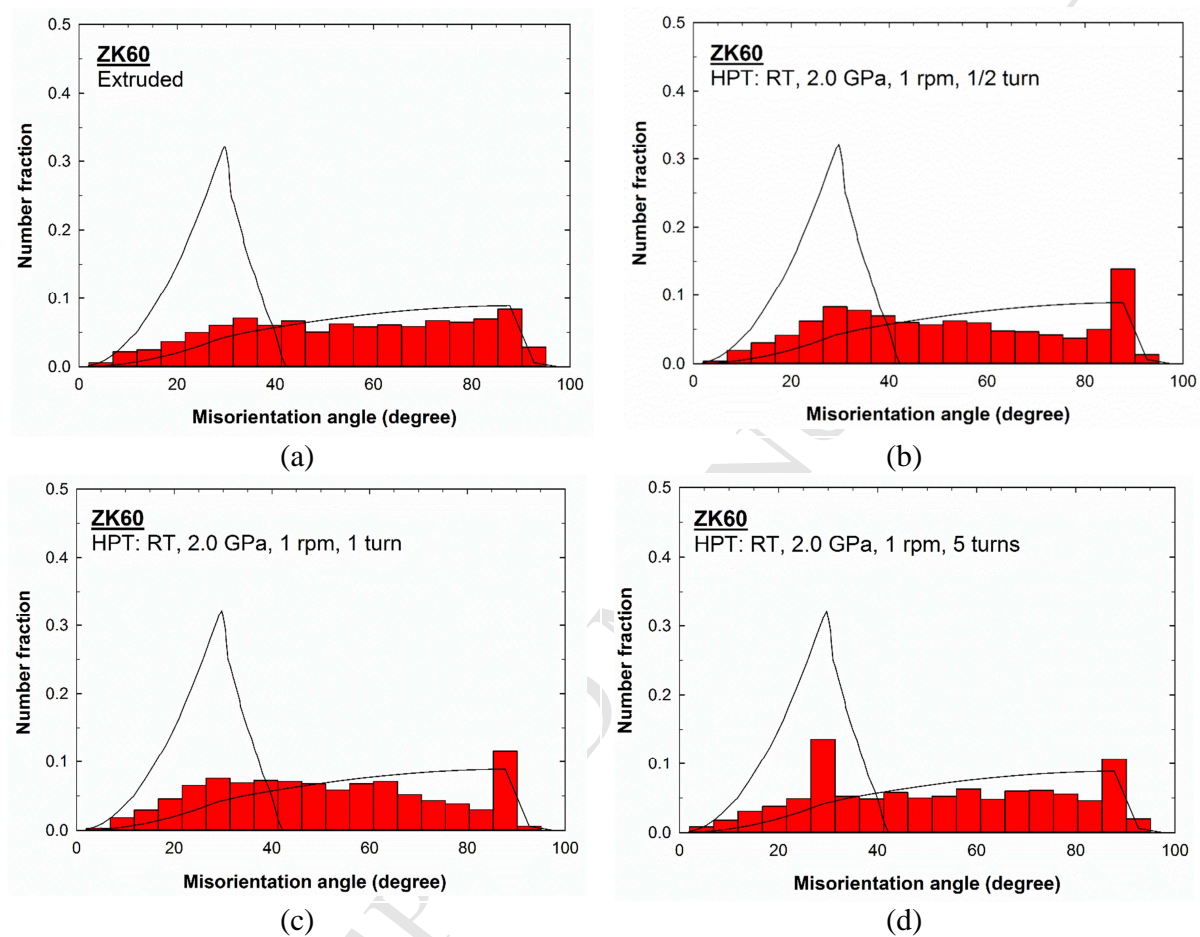 ZK60
Extruded
0.5
0.4
0.3
0.2
0.1
0.0
Number fraction
0 20 40 60 80 100
Misorientation angle (degree)
(a)
ZK60
HPT: RT, 2.0 GPa, 1 rpm, 1/2 turn
0.5
0.4
0.3
0.2
0.1
0.0
Number fraction
0 20 40 60 80 100
Misorientation angle (degree)
(b)
ZK60
HPT: RT, 2.0 GPa, 1 rpm, 1 turn
0.5
0.4
0.3
0.2
0.1
0.0
Number fraction
0 20 40 60 80 100
Misorientation angle (degree)
(c)
ZK60
HPT: RT, 2.0 GPa, 1 rpm, 5 turns
0.5
0.4
0.3
0.2
0.1
0.0
Number fraction
0 20 40 60 80 100
Misorientation angle (degree)
(d)